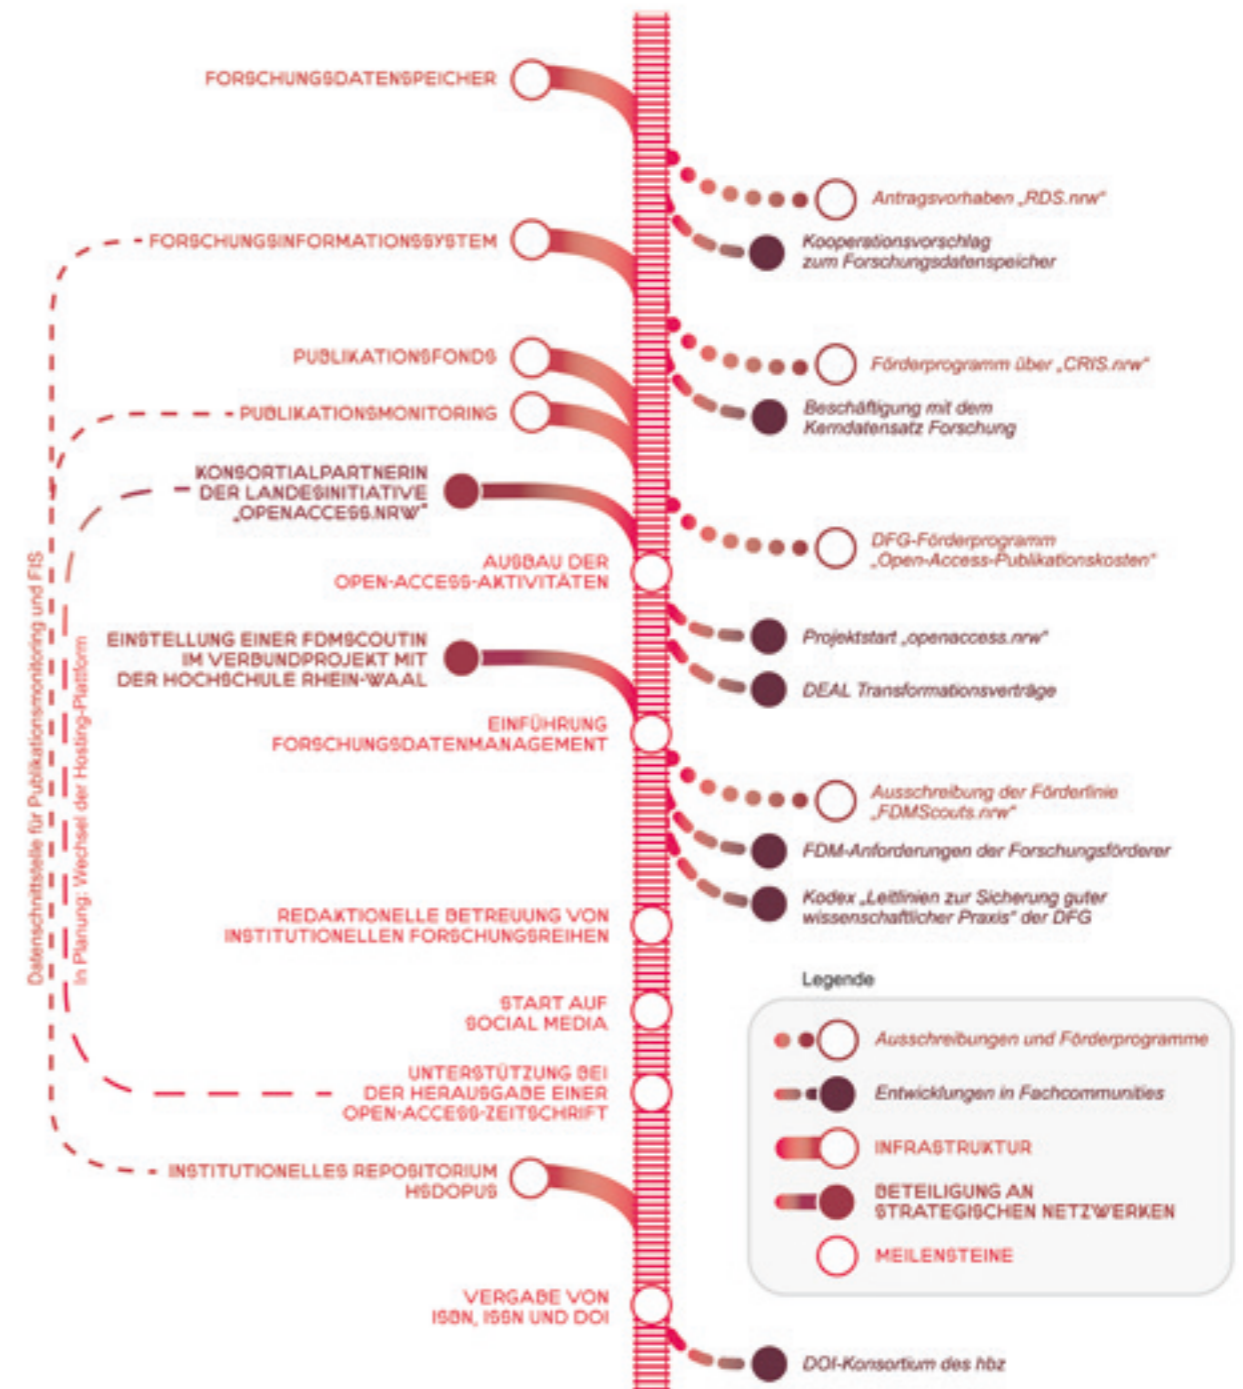 FORSCHUNGSDATENSPEICHER
Antragsvorhaben „RDS.nrw“
FORSCHUNGSINFORMATIONSSYSTEM
Kooperationsvorschlag
zum Forschungsdatenspeicher
PUBLIKATIONSFONDS
Förderprogramm über „CRIS.nrw“
PUBLIKATIONSMONITORING
Beschäftigung mit dem
Kerndatensatz Forschung
KONSORTIALPARTNERIN
DER LANDESINITIATIVE
„OPENACCESS.NRW“
DFG-Förderprogramm
„Open-Access-Publikationskosten“
AUSBAU DER
OPEN-ACCESS-AKTIVITÄTEN
EINSTELLUNG EINER FDMSCOUTIN
IM VERBUNDPROJEKT MIT
DER HOCHSCHULE RHEIN-WAAL
Projektstart „openaccess.nrw“
DEAL Transformationsverträge
EINFÜHRUNG
FORSCHUNGSDATENMANAGEMENT
Ausschreibung der Förderlinie
„FDMScouts.nrw“
FDM-Anforderungen der Forschungsförderer
Kodex „Leitlinien zur Sicherung guter
wissenschaftlicher Praxis“ der DFG
Datenschnittstelle für Publikationsmonitoring und FIS
In Planung: Wechsel der Hosting-Plattform
REDAKTIONELLE BETREUUNG VON
INSTITUTIONELLEN FORSCHUNGSREIHEN
START AUF
SOCIAL MEDIA
UNTERSTÜTZUNG BEI
DER HERAUSGABE EINER
OPEN-ACCESS-ZEITSCHRIFT
INSTITUTIONELLES REPOSITORIUM
HSDOPUS
VERGABE VON
ISBN, ISSN UND DOI
DOI-Konsortium des hbz
Legende
Ausschreibungen und Förderprogramme
Entwicklungen in Fachcommunities
INFRASTRUKTUR
BETEILIGUNG AN
STRATEGISCHEN NETZWERKEN
MEILENSTEINE